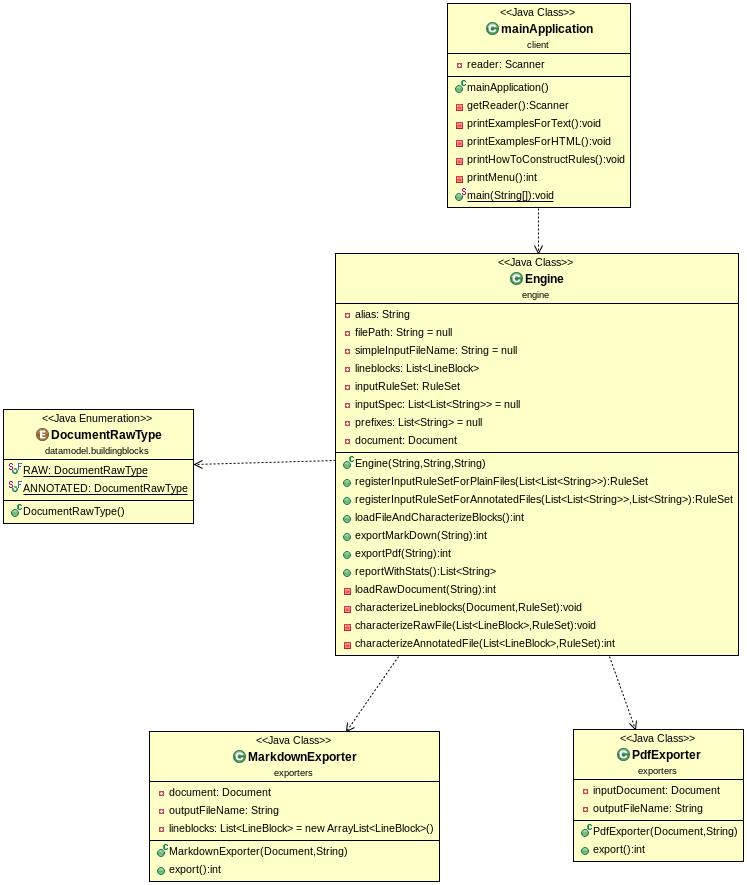 <<Java Class>>
mainApplication
client
reader: Scanner
mainApplication()
getReader():Scanner
printExamplesForText():void
printExamplesForHTML():void
printHowToConstructRules():void
printMenu():int
main(String[]):void
<<Java Class>>
Engine
engine
alias: String
filePath: String = null
simpleInputFileName: String = null
lineblocks: List<LineBlock>
inputRuleSet: RuleSet
inputSpec: List<List<String>> = null
prefixes: List<String> = null
document: Document
Engine(String,String,String)
registerInputRuleSetForPlainFiles(List<List<String>>):RuleSet
registerInputRuleSetForAnnotatedFiles(List<List<String>>,List<String>):RuleSet
loadFileAndCharacterizeBlocks():int
exportMarkDown(String):int
exportPdf(String):int
reportWithStats():List<String>
loadRawDocument(String):int
characterizeLineblocks(Document,RuleSet):void
characterizeRawFile(List<LineBlock>,RuleSet):void
characterizeAnnotatedFile(List<LineBlock>,RuleSet):int
<<Java Enumeration>>
DocumentRawType
datamodel.buildingblocks
RAW: DocumentRawType
ANNOTATED: DocumentRawType
DocumentRawType()
<<Java Class>>
MarkdownExporter
exporters
document: Document
outputFileName: String
lineblocks: List<LineBlock> = new ArrayList<LineBlock>()
MarkdownExporter(Document,String)
export():int
<<Java Class>>
PdfExporter
exporters
inputDocument: Document
outputFileName: String
PdfExporter(Document,String)
export():int